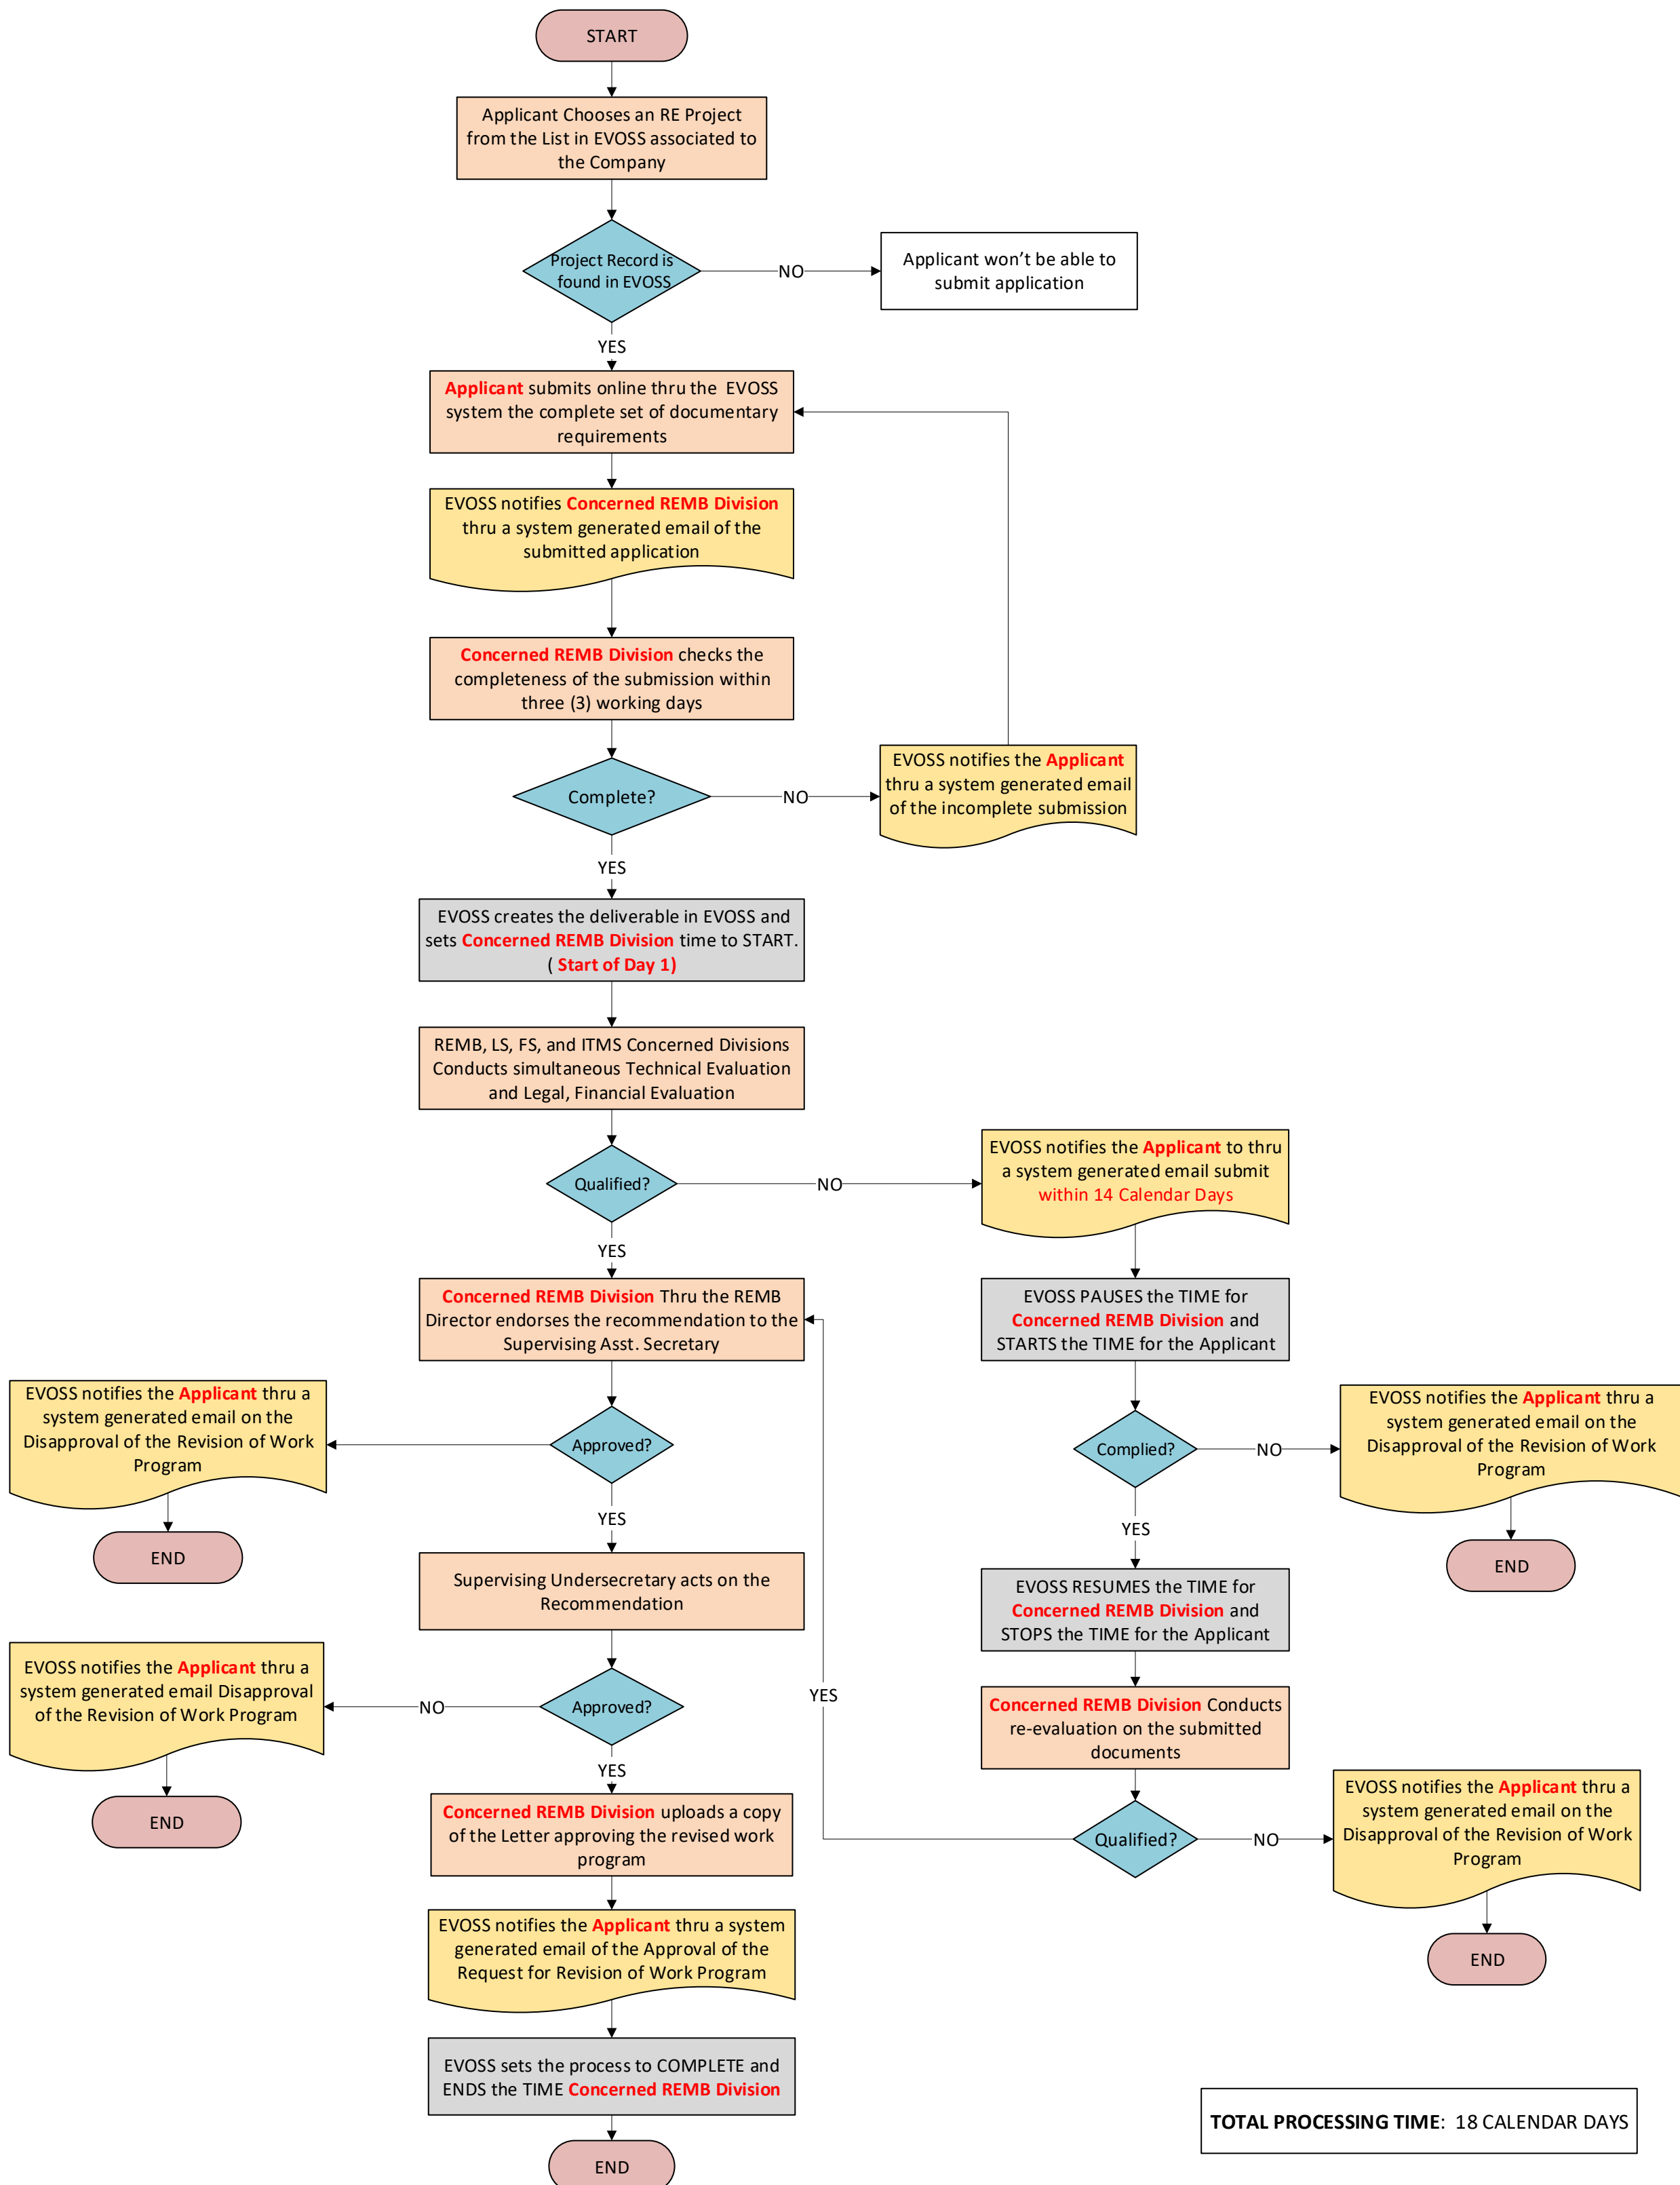 START
Applicant Chooses an RE Project
from the List in EVOSS associated to
the Company
Project Record is
found in EVOSS
NO
Applicant won't be able to
submit application
YES
Applicant submits online thru the EVOSS
system the complete set of documentary
requirements
EVOSS notifies Concerned REMB Division
thru a system generated email of the
submitted application
Concerned REMB Division checks the
completeness of the submission within
three (3) working days
Complete?
NO
EVOSS notifies the Applicant
thru a system generated email
of the incomplete submission
YES
EVOSS creates the deliverable in EVOSS and
sets Concerned REMB Division time to START.
( Start of Day 1)
REMB, LS, FS, and ITMS Concerned Divisions
Conducts simultaneous Technical Evaluation
and Legal, Financial Evaluation
Qualified?
NO
EVOSS notifies the Applicant to thru
a system generated email submit
within 14 Calendar Days
YES
Concerned REMB Division Thru the REMB
Director endorses the recommendation to the
Supervising Asst. Secretary
EVOSS PAUSES the TIME for
Concerned REMB Division and
STARTS the TIME for the Applicant
EVOSS notifies the Applicant thru a
system generated email on the
Disapproval of the Revision of Work
Program
Approved?
Complied?
NO
EVOSS notifies the Applicant thru a
system generated email on the
Disapproval of the Revision of Work
Program
END
YES
YES
END
Supervising Undersecretary acts on the
Recommendation
EVOSS RESUMES the TIME for
Concerned REMB Division and
STOPS the TIME for the Applicant
EVOSS notifies the Applicant thru a
system generated email Disapproval
of the Revision of Work Program
NO
Approved?
YES
Concerned REMB Division Conducts
re-evaluation on the submitted
documents
END
YES
Concerned REMB Division uploads a copy
of the Letter approving the revised work
program
Qualified?
NO
EVOSS notifies the Applicant thru a
system generated email on the
Disapproval of the Revision of Work
Program
END
EVOSS notifies the Applicant thru a system
generated email of the Approval of the
Request for Revision of Work Program
EVOSS sets the process to COMPLETE and
ENDS the TIME Concerned REMB Division
TOTAL PROCESSING TIME: 18 CALENDAR DAYS
END